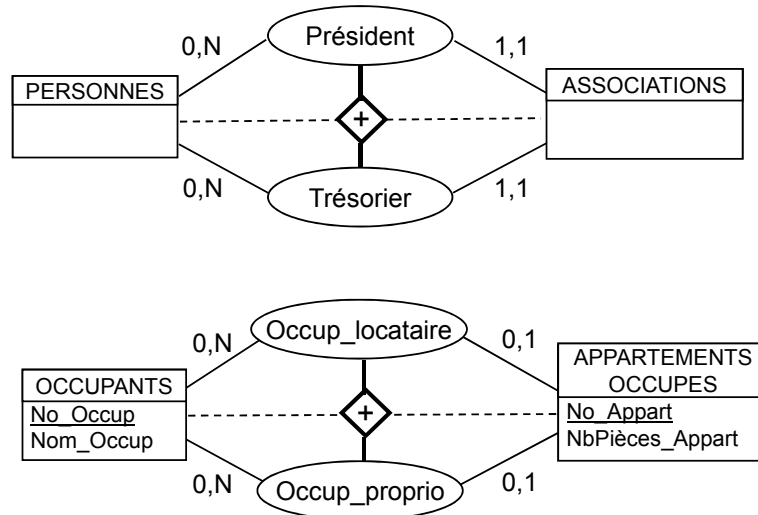 Président
0,N
1,1
PERSONNES
ASSOCIATIONS
+
0,N
1,1
Trésorier
Occup_locataire
0,N
0,1
OCCUPANTS
No_Occup
Nom_Occup
APPARTEMENTS
OCCUPES
No_Appart
NbPièces_Appart
+
0,N
0,1
Occup_proprio